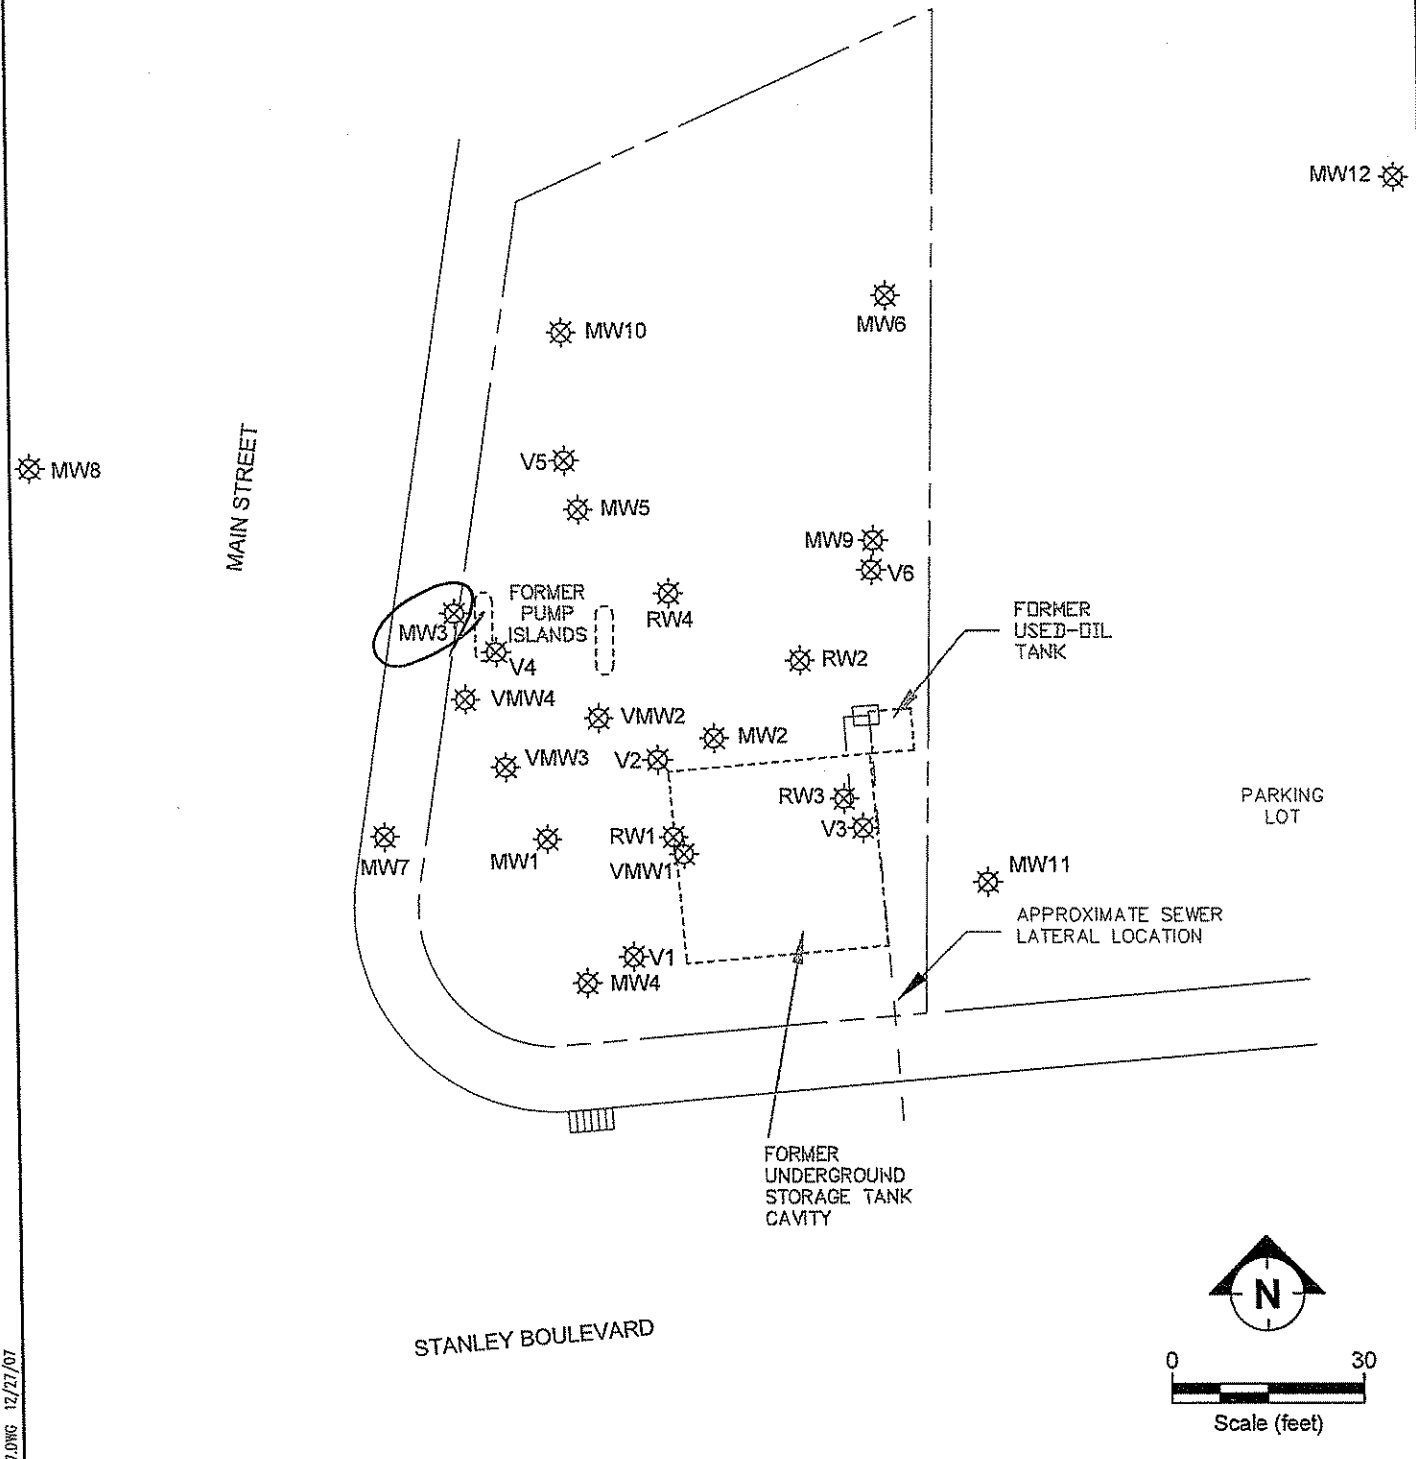 MW12
MW6
MW10
MW8
MAIN STREET
V5
MW5
MW9
V6
FORMER
PUMP
ISLANDS
RW4
FORMER
USED-OIL
TANK
MW3
V4
RW2
VMW4
VMW2
MW2
VMW3
V2
RW3
PARKING
LOT
V3
RW1
MW1
VMW1
MW7
MW11
APPROXIMATE SEWER
LATERAL LOCATION
V1
MW4
FORMER
UNDERGROUND
STORAGE TANK
CAVITY
N
STANLEY BOULEVARD
0 30
Scale (feet)
7.DWG 12/27/07